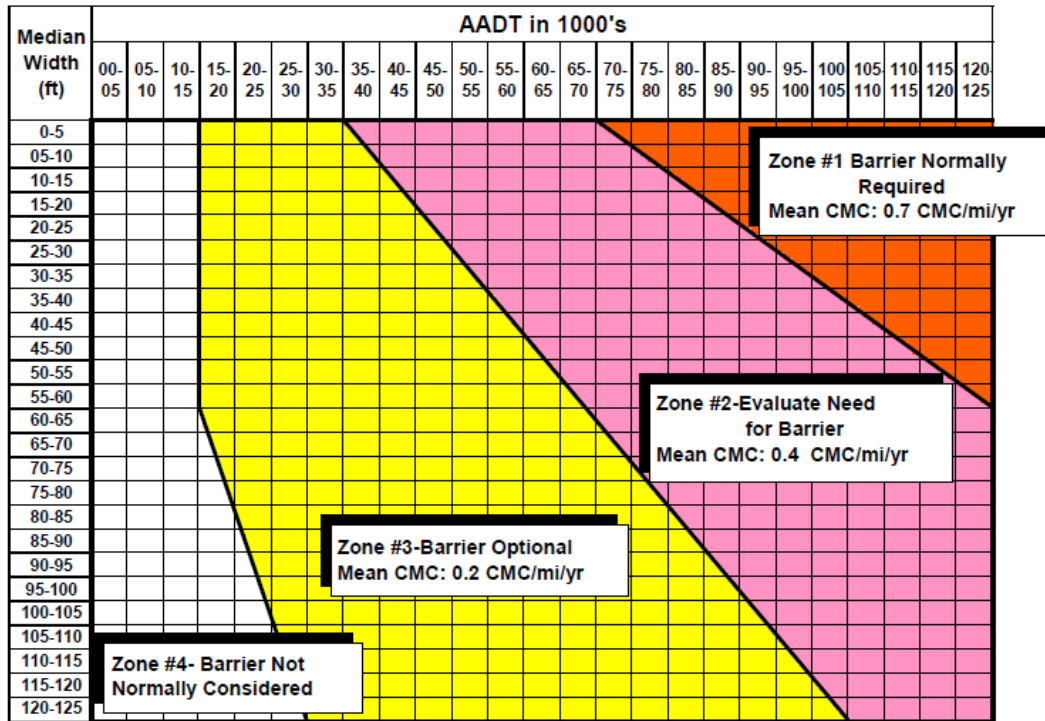 AADT in 1000's
Median
Width
(ft)
00- 05- 10- 15- 20- 25- 30- 35- 40- 45- 50- 55- 60- 65- 70- 75- 80- 85- 90- 95- 100 105 110 115 120
05 10 15 20 25 30 35 40 45 50 55 60 65 70 75 80 85 90 95 100 105 110 115 120 125
0-5
05-10
10-15
15-20
20-25
25-30
30-35
35-40
40-45
45-50
50-55
55-60
60-65
65-70
70-75
75-80
80-85
85-90
90-95
95-100
100-105
105-110
110-115
115-120
120-125
Zone #1 Barrier Normally
Required
Mean CMC: 0.7 CMC/mi/yr
Zone #2-Evaluate Need
for Barrier
Mean CMC: 0.4 CMC/mi/yr
Zone #3-Barrier Optional
Mean CMC: 0.2 CMC/mi/yr
Zone #4- Barrier Not
Normally Considered